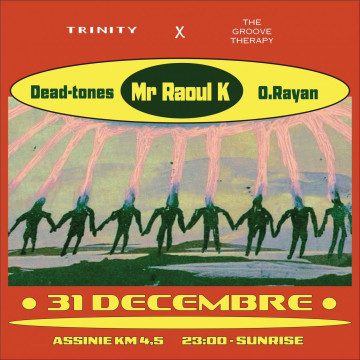 TRINITY X THE GROOVE THERAPY
Dead-tones Mr Raoul K O.Rayan
• 31 DECEMBRE •
ASSINIE KM 4,5 23:00 - SUNRISE